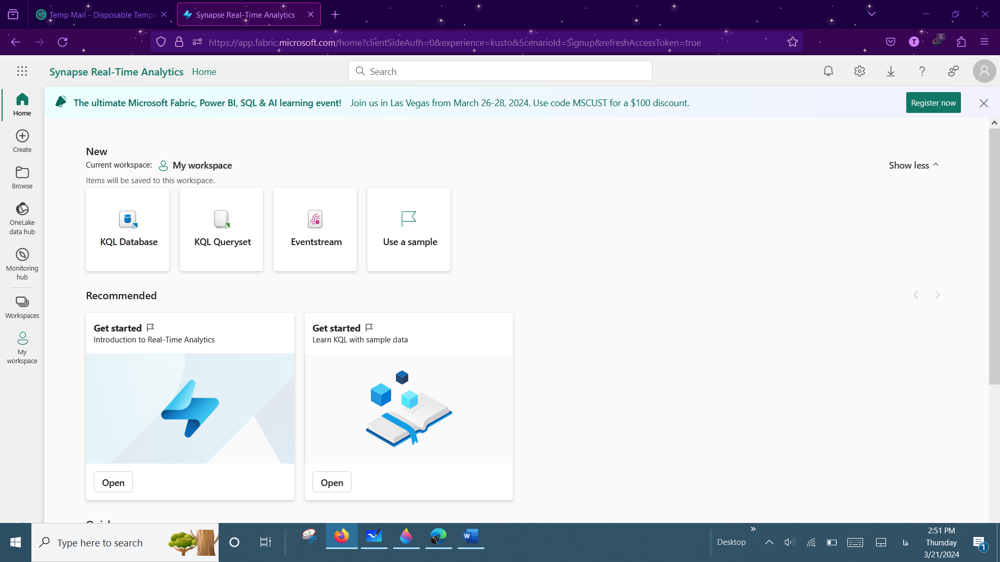 Temp Mail - Disposable Tempo
Synapse Real-Time Analytics
https://app.fabric.microsoft.com/home?clientSideAuth=0&experience=kusto&ScenarioId=Signup&refreshAccessToken=true
T
X
Synapse Real-Time Analytics Home
Search
The ultimate Microsoft Fabric, Power BI, SQL & AI learning event! Join us in Las Vegas from March 26-28, 2024. Use code MSCUST for a $100 discount.
Register now
Home
Create
Browse
OneLake
data hub
Monitoring
hub
Workspaces
My
workspace
New
Current workspace: My workspace
Show less
Items will be saved to this workspace.
KQL Database
KQL Queryset
Eventstream
Use a sample
Recommended
Get started
Introduction to Real-Time Analytics
Open
Get started
Learn KQL with sample data
Open
Type here to search
W
Desktop
فا
2:51 PM
Thursday
3/21/2024
1